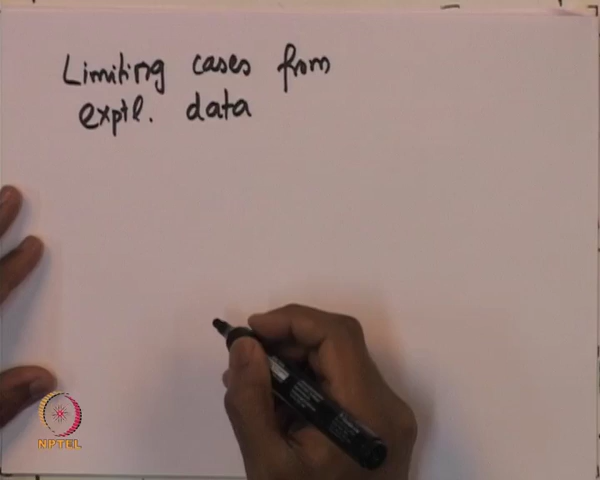 Limiting cases from
exptl. data
NPTEL